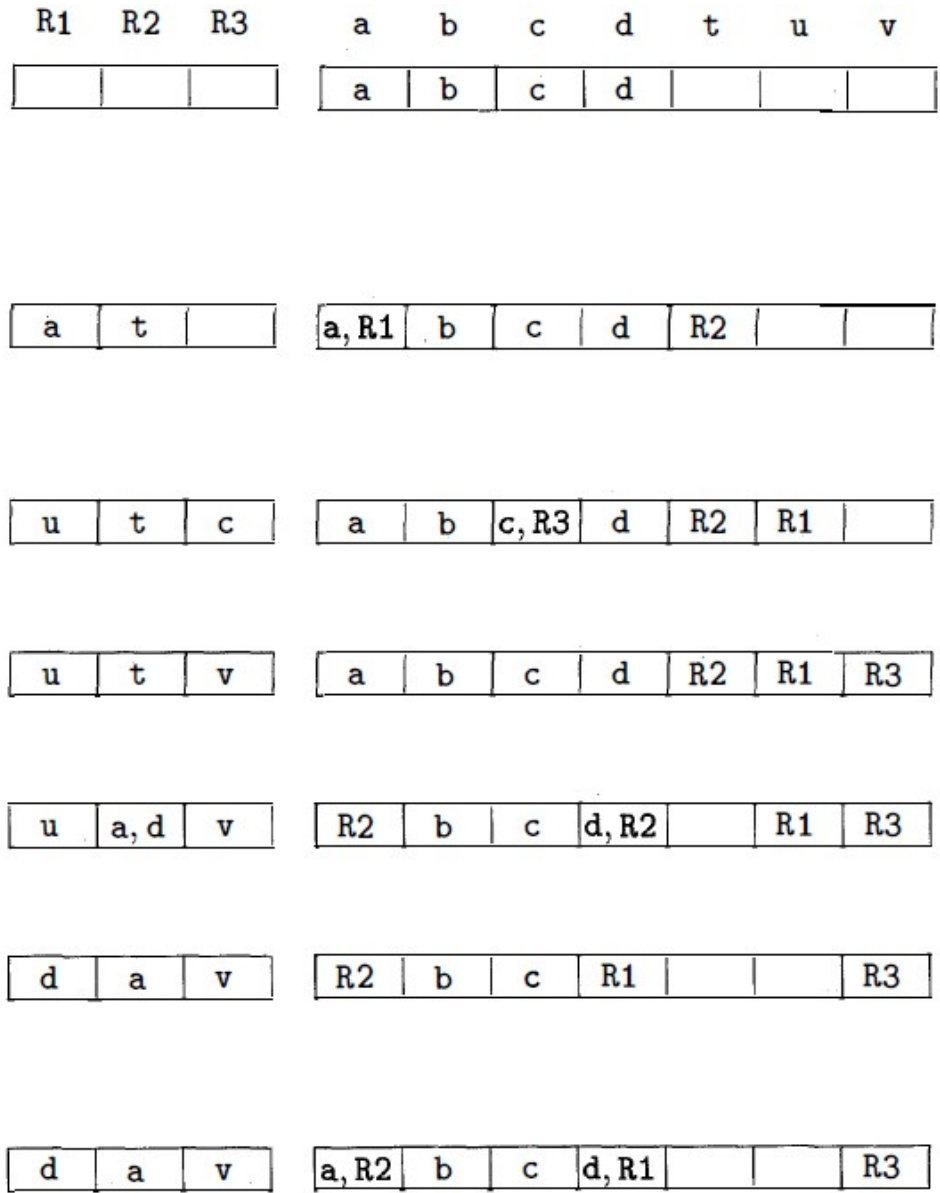 R1 R2 R3 a b c d t u v
a b c d
a t a, R1 b c d R2
u t c a b c, R3 d R2 R1
u t v a b c d R2 R1 R3
u a, d v R2 b c d, R2 R1 R3
d a v R2 b c R1 R3
d a v a, R2 b c d, R1 R3